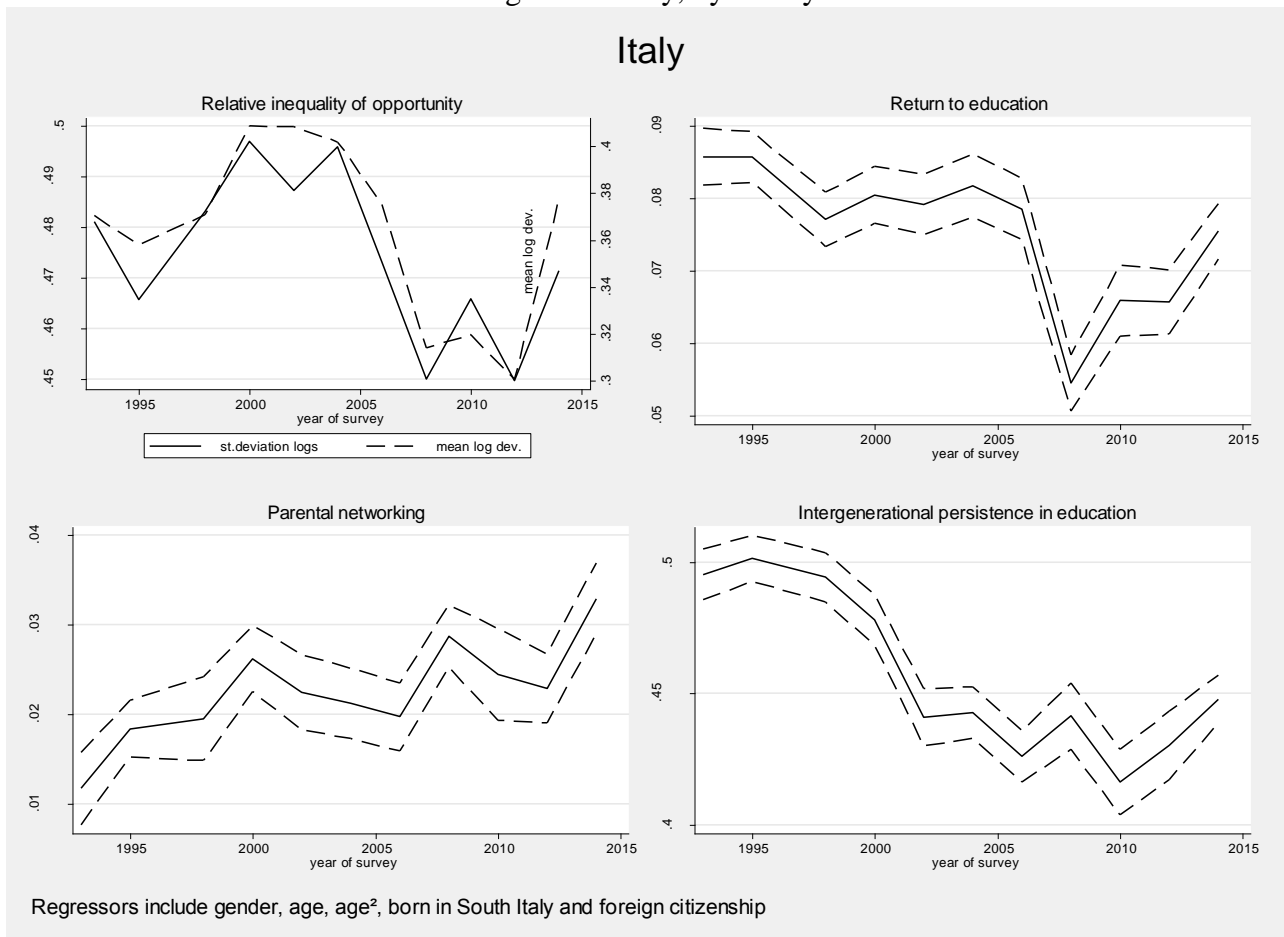 Italy
Relative inequality of opportunity
.5
.49
.48
.47
.46
.45
.4
.38
.36
.34
.32
.3
mean log dev.
1995 2000 2005 2010 2015
year of survey
st.deviation logs mean log dev.
Return to education
.09
.08
.07
.06
.05
1995 2000 2005 2010 2015
year of survey
Parental networking
.04
.03
.02
.01
1995 2000 2005 2010 2015
year of survey
Intergenerational persistence in education
.5
.45
.4
1995 2000 2005 2010 2015
year of survey
Regressors include gender, age, age², born in South Italy and foreign citizenship